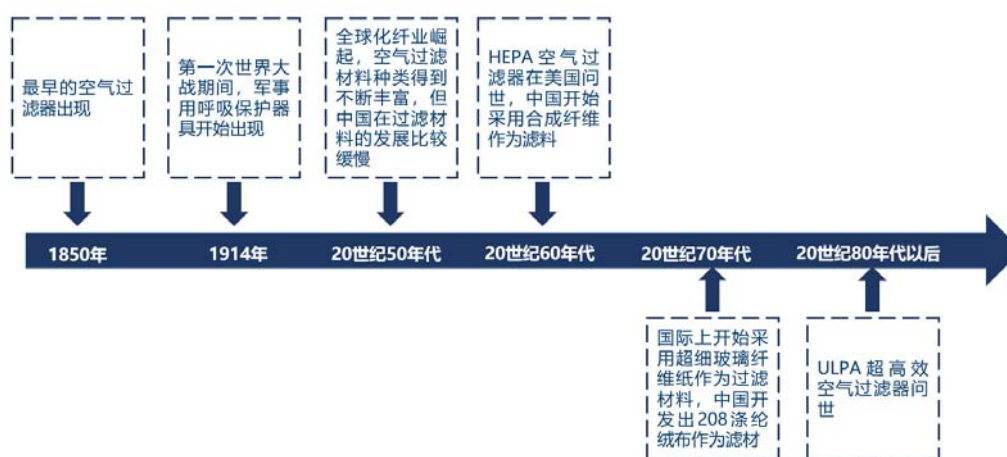 最早的空气过
滤器出现
第一次世界大
战期间，军事
用呼吸保护器
具开始出现
全球化纤业崛
起，空气过滤
材料种类得到
不断丰富，但
中国在过滤材
料的发展比较
缓慢
HEPA空气过
滤器在美国问
世，中国开始
采用合成纤维
作为滤料
1850年
1914年
20世纪50年代
20世纪60年代
20世纪70年代
20世纪80年代以后
国际上开始采
用超细玻璃纤
维纸作为过滤
材料，中国开
发出208涤纶
绒布作为滤材
ULPA超高效
空气过滤器问
世